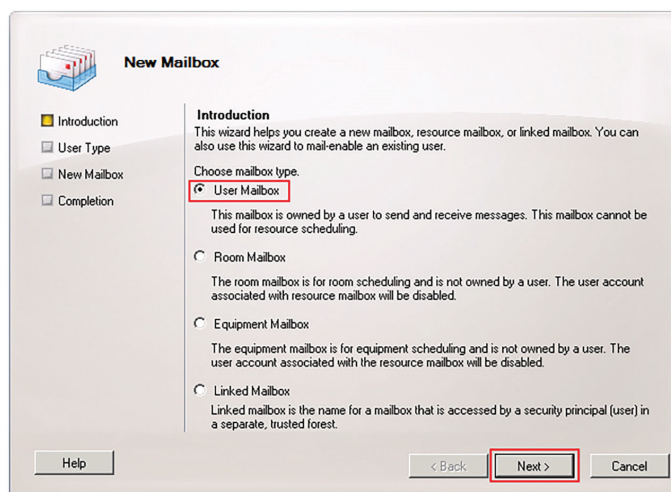 New Mailbox
Introduction
User Type
New Mailbox
Completion
Introduction
This wizard helps you create a new mailbox, resource mailbox, or linked mailbox. You can
also use this wizard to mail-enable an existing user.
Choose mailbox type.
User Mailbox
This mailbox is owned by a user to send and receive messages. This mailbox cannot be
used for resource scheduling.
Room Mailbox
The room mailbox is for room scheduling and is not owned by a user. The user account
associated with resource mailbox will be disabled.
Equipment Mailbox
The equipment mailbox is for equipment scheduling and is not owned by a user. The
user account associated with the resource mailbox will be disabled.
Linked Mailbox
Linked mailbox is the name for a mailbox that is accessed by a security principal (user) in
a separate, trusted forest.
Help
< Back
Next >
Cancel